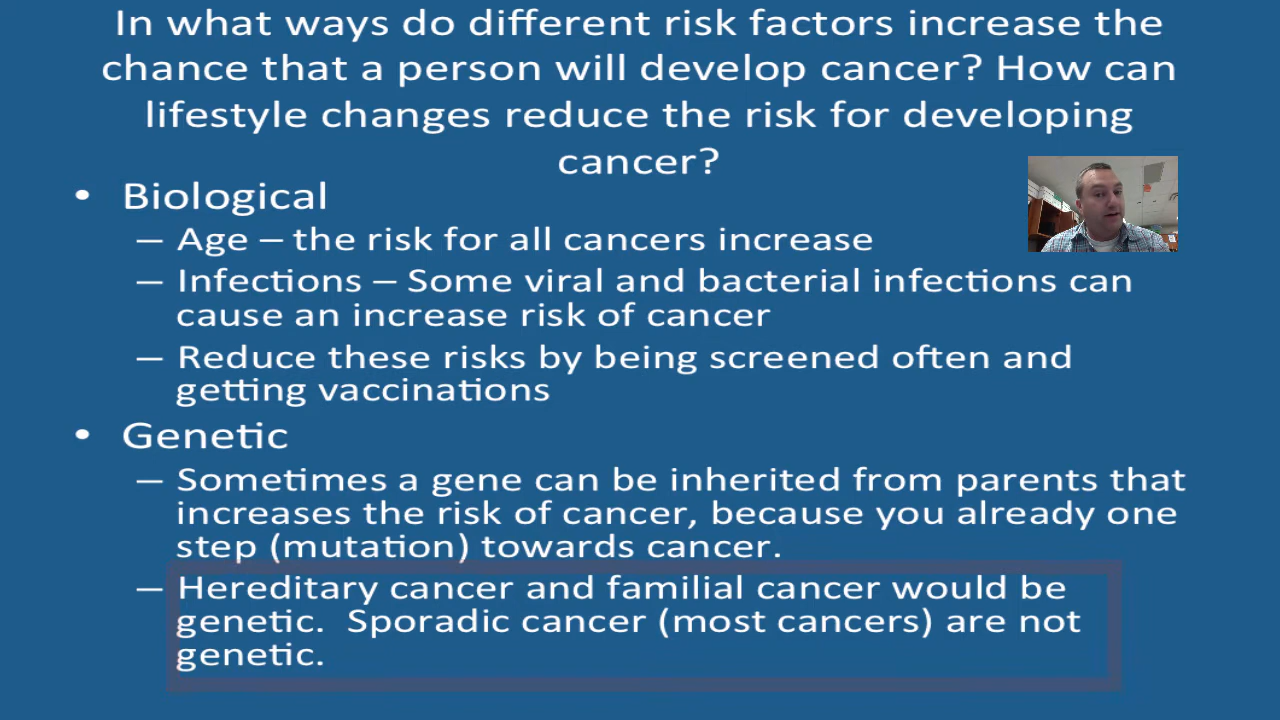 In what ways do different risk factors increase the
chance that a person will develop cancer? How can
lifestyle changes reduce the risk for developing
cancer?
• Biological
– Age – the risk for all cancers increase
– Infections – Some viral and bacterial infections can
cause an increase risk of cancer
– Reduce these risks by being screened often and
getting vaccinations
• Genetic
– Sometimes a gene can be inherited from parents that
increases the risk of cancer, because you already one
step (mutation) towards cancer.
– Hereditary cancer and familial cancer would be
genetic.  Sporadic cancer (most cancers) are not
genetic.